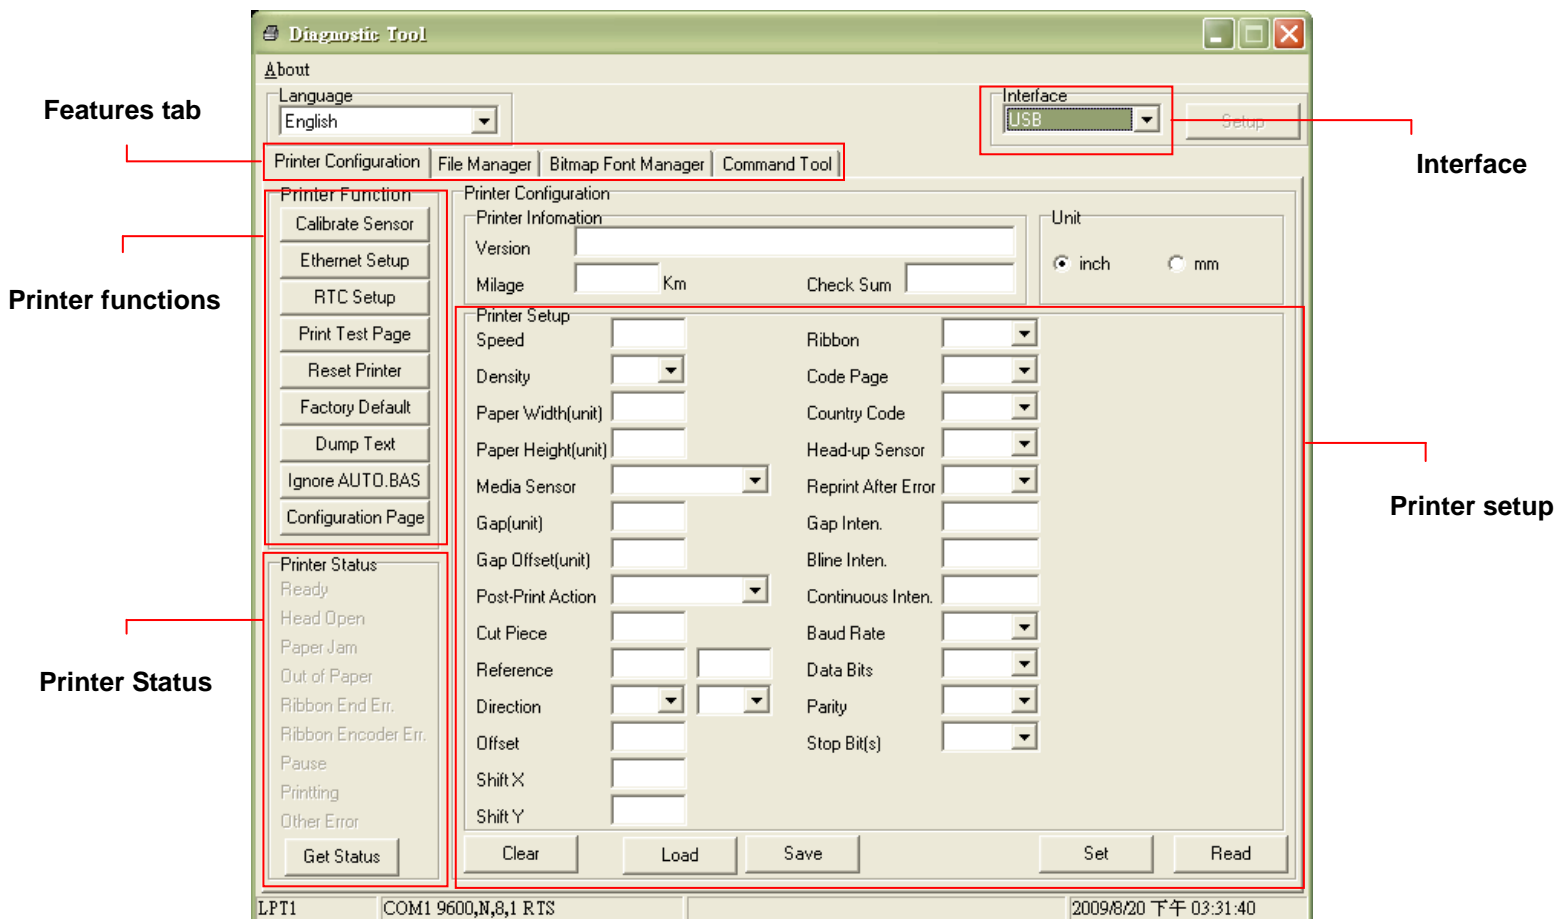 Diagnostic Tool
About
Features tab
Language
English
Interface
USB
Setup
Interface
Printer Configuration
File Manager
Bitmap Font Manager
Command Tool
Printer Function
Calibrate Sensor
Ethernet Setup
RTC Setup
Print Test Page
Reset Printer
Factory Default
Dump Text
Ignore AUTO.BAS
Configuration Page
Printer functions
Printer Configuration
Printer Infomation
Version
Milage
Km
Check Sum
Unit
inch
mm
Printer Setup
Speed
Density
Paper Width(unit)
Paper Height(unit)
Media Sensor
Gap(unit)
Gap Offset(unit)
Post-Print Action
Cut Piece
Reference
Direction
Offset
Shift X
Shift Y
Ribbon
Code Page
Country Code
Head-up Sensor
Reprint After Error
Gap Inten.
Bline Inten.
Continuous Inten.
Baud Rate
Data Bits
Parity
Stop Bit(s)
Printer setup
Printer Status
Ready
Head Open
Paper Jam
Out of Paper
Ribbon End Err.
Ribbon Encoder Err.
Pause
Printting
Other Error
Get Status
Printer Status
Clear
Load
Save
Set
Read
LPT1
COM1 9600,N,8,1 RTS
2009/8/20 下午 03:31:40